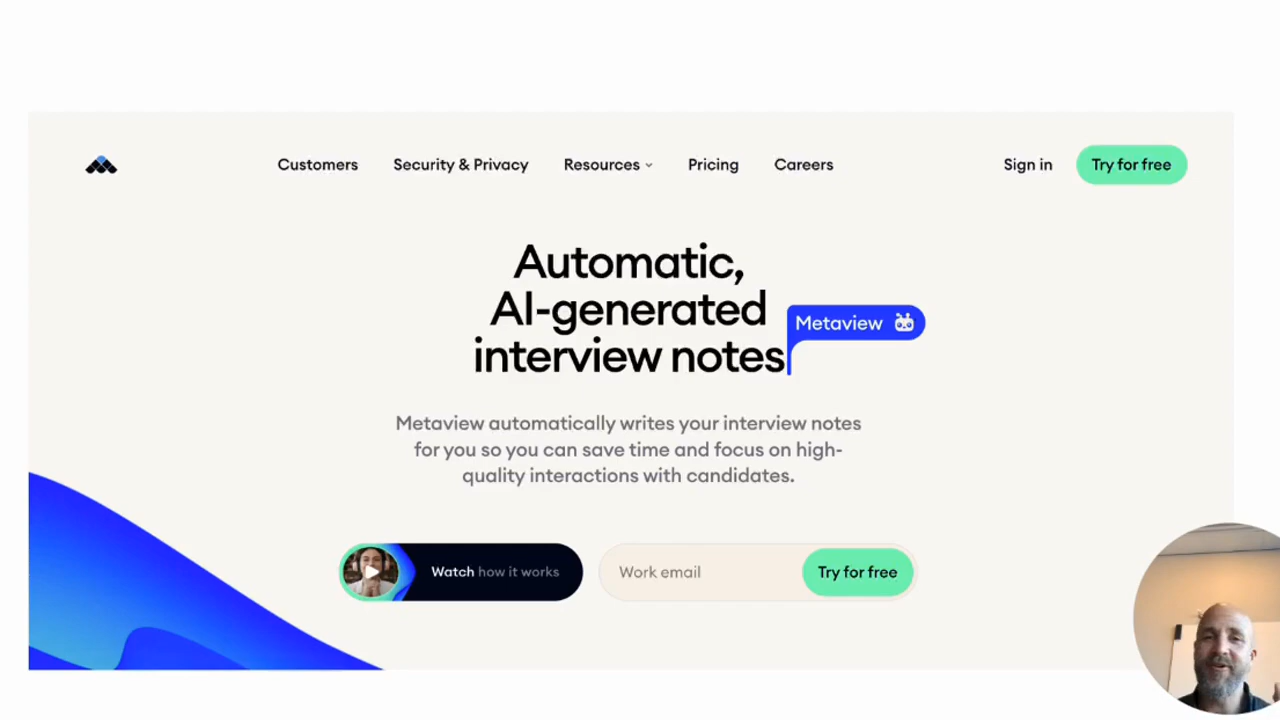 Customers
Security & Privacy
Resources
Pricing
Careers
Sign in
Try for free
Automatic,
AI-generated
interview notes
Metaview
Metaview automatically writes your interview notes
for you so you can save time and focus on high-
quality interactions with candidates.
Watch how it works
Work email
Try for free